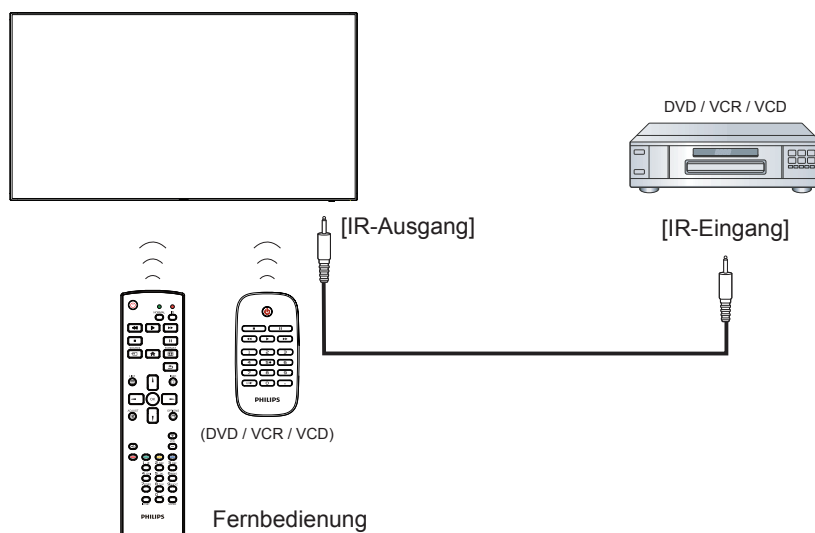 DVD / VCR / VCD
[IR-Ausgang]
[IR-Eingang]
PHILIPS
(DVD / VCR / VCD)
PHILIPS
Fernbedienung